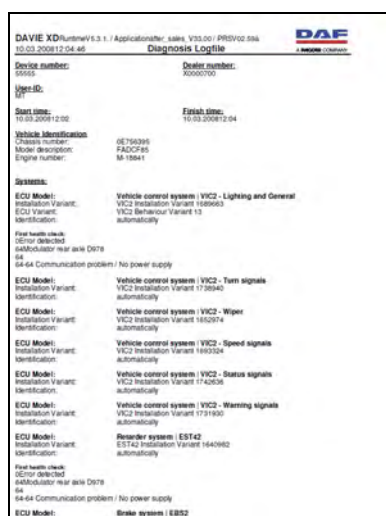 DAVIE XDRuntimeV5.3.1. / Applicationafter_sales_V33.00 / PRSV02.59&
DAF
10.03.200812:04:46 Diagnosis Logfile
A PACCAR COMPANY
Device number: Dealer number:
55555 X0000700
User-ID:
MT
Start time: Finish time:
10.03.200812:02 10.03.200812:04
Vehicle Identification
Chassis number: 0E756395
Model description: FADCF85
Engine number: M-18841
Systems:
ECU Model: Vehicle control system | VIC2 - Lighting and General
Installation Variant: VIC2 Installation Variant 1689663
ECU Variant: VIC2 Behaviour Variant 13
First health check:
0Error detected
64Modulator rear axle D978
64
64-64 Communication problem / No power supply
ECU Model: Vehicle control system | VIC2 - Turn signals
Installation Variant: VIC2 Installation Variant 1738940
Identification: automatically
ECU Model: Vehicle control system | VIC2 - Wiper
Installation Variant: VIC2 Installation Variant 1652974
Identification: automatically
ECU Model: Vehicle control system | VIC2 - Speed signals
Installation Variant: VIC2 Installation Variant 1693324
Identification: automatically
ECU Model: Vehicle control system | VIC2 - Status signals
Installation Variant: VIC2 Installation Variant 1742636
Identification: automatically
ECU Model: Vehicle control system | VIC2 - Warning signals
Installation Variant: VIC2 Installation Variant 1731930
Identification: automatically
ECU Model: Retarder system | EST42
Installation Variant: EST42 Installation Variant 1640962
Identification: automatically
First health check:
0Error detected
64Modulator rear axle D978
64
64-64 Communication problem / No power supply
ECU Model: Brake system | EBS2